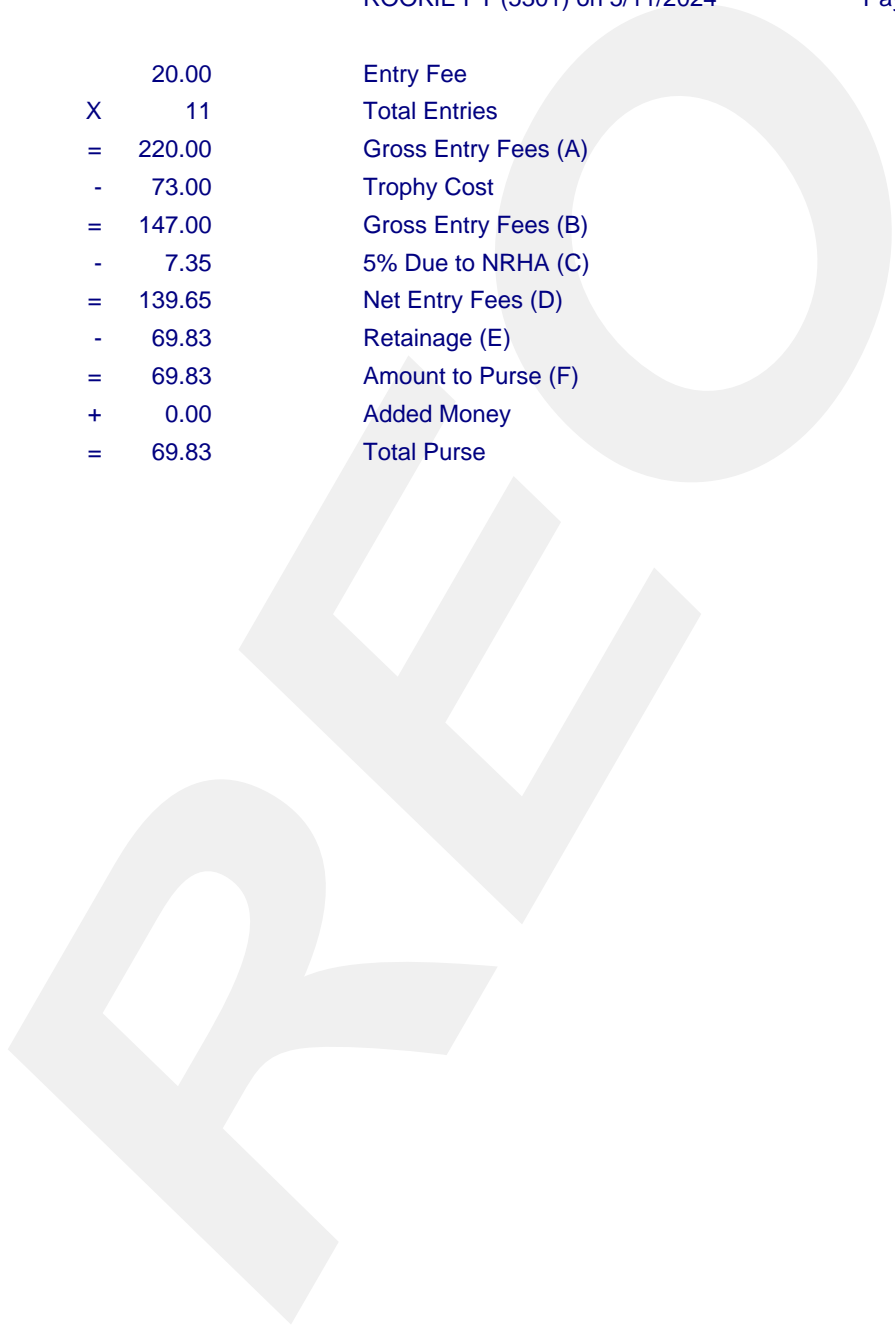 20.00 Entry Fee
X 11 Total Entries
= 220.00 Gross Entry Fees (A)
- 73.00 Trophy Cost
= 147.00 Gross Entry Fees (B)
- 7.35 5% Due to NRHA (C)
= 139.65 Net Entry Fees (D)
- 69.83 Retainage (E)
= 69.83 Amount to Purse (F)
+ 0.00 Added Money
= 69.83 Total Purse
REO